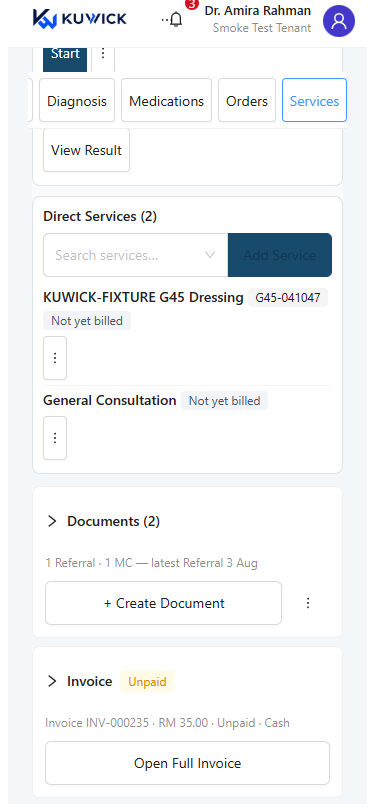 KUWICK
3
Dr. Amira Rahman
Smoke Test Tenant
Start
Diagnosis
Medications
Orders
Services
View Result
Direct Services (2)
Search services...
Add Service
KUWICK-FIXTURE G45 Dressing G45-041047
Not yet billed
General Consultation Not yet billed
Documents (2)
1 Referral · 1 MC — latest Referral 3 Aug
+ Create Document
Invoice Unpaid
Invoice INV-000235 · RM 35.00 · Unpaid · Cash
Open Full Invoice